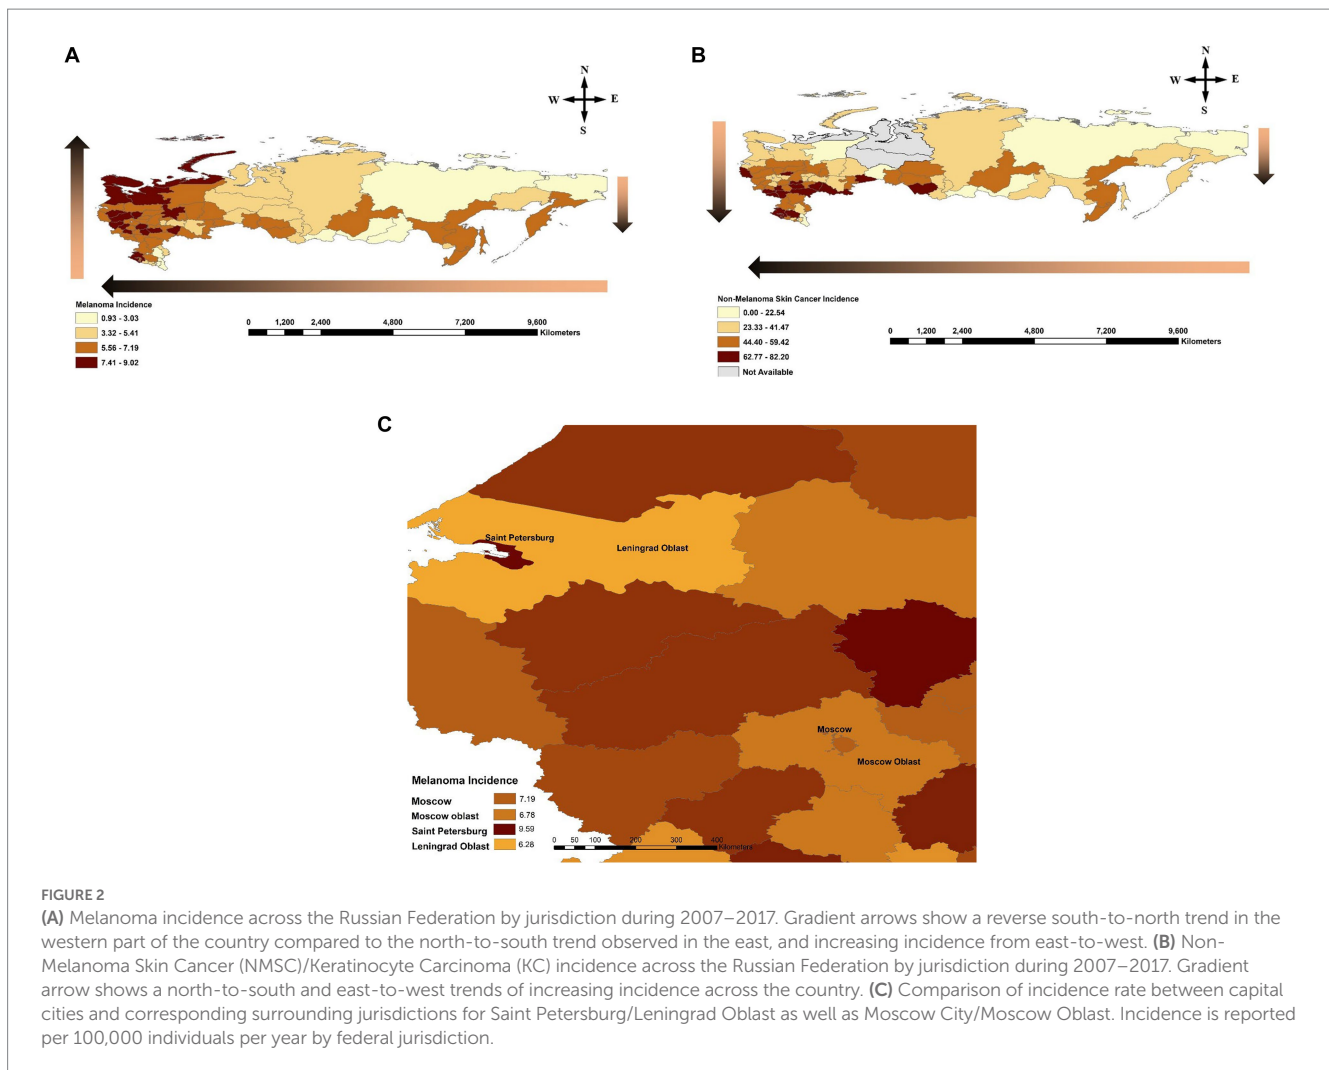 A
N
W E
S
Melanoma Incidence
0.93 - 3.03
3.32 - 5.41
5.56 - 7.19
7.41 - 9.02
0 1,200 2,400 4,800 7,200 9,600
Kilometers
B
N
W E
S
Non-Melanoma Skin Cancer Incidence
0.00 - 22.54
23.33 - 41.47
44.40 - 59.42
62.77 - 82.20
Not Available
0 1,200 2,400 4,800 7,200 9,600
Kilometers
C
Saint Petersburg
Leningrad Oblast
Moscow
Moscow Oblast
Melanoma Incidence
Moscow 7.19
Moscow oblast 6.78
Saint Petersburg 9.59
Leningrad Oblast 6.28
0 50 100 200 300 400
Kilometers
FIGURE 2
(A) Melanoma incidence across the Russian Federation by jurisdiction during 2007–2017. Gradient arrows show a reverse south-to-north trend in the
western part of the country compared to the north-to-south trend observed in the east, and increasing incidence from east-to-west. (B) Non-
Melanoma Skin Cancer (NMSC)/Keratinocyte Carcinoma (KC) incidence across the Russian Federation by jurisdiction during 2007–2017. Gradient
arrow shows a north-to-south and east-to-west trends of increasing incidence across the country. (C) Comparison of incidence rate between capital
cities and corresponding surrounding jurisdictions for Saint Petersburg/Leningrad Oblast as well as Moscow City/Moscow Oblast. Incidence is reported
per 100,000 individuals per year by federal jurisdiction.